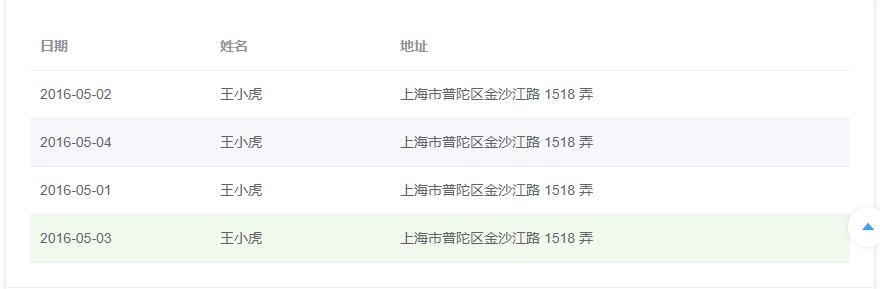 日期 姓名 地址
2016-05-02 王小虎 上海市普陀区金沙江路 1518 弄
2016-05-04 王小虎 上海市普陀区金沙江路 1518 弄
2016-05-01 王小虎 上海市普陀区金沙江路 1518 弄
2016-05-03 王小虎 上海市普陀区金沙江路 1518 弄